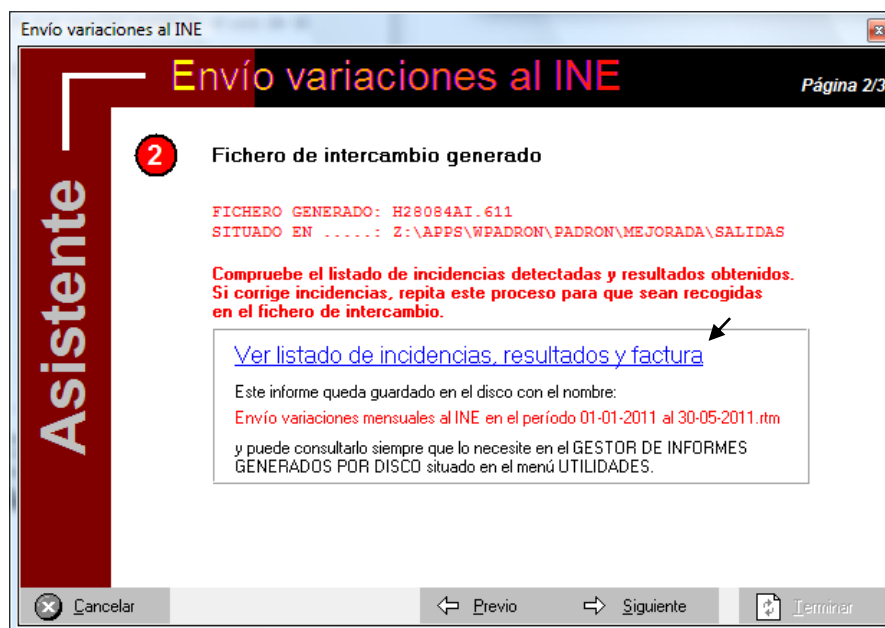 Envío variaciones al INE
Envío variaciones al INE
Página 2/3
Asistente
2 Fichero de intercambio generado
FICHERO GENERADO: H28084AI.611
SITUADO EN .....: Z:\APPS\WPADRON\PADRON\MEJORADA\SALIDAS
Compruebe el listado de incidencias detectadas y resultados obtenidos.
Si corrige incidencias, repita este proceso para que sean recogidas
en el fichero de intercambio.
Ver listado de incidencias, resultados y factura
Este informe queda guardado en el disco con el nombre:
Envío variaciones mensuales al INE en el período 01-01-2011 al 30-05-2011.rtm
y puede consultarlo siempre que lo necesite en el GESTOR DE INFORMES
GENERADOS POR DISCO situado en el menú UTILIDADES.
Cancelar
Previo
Siguiente
Terminar